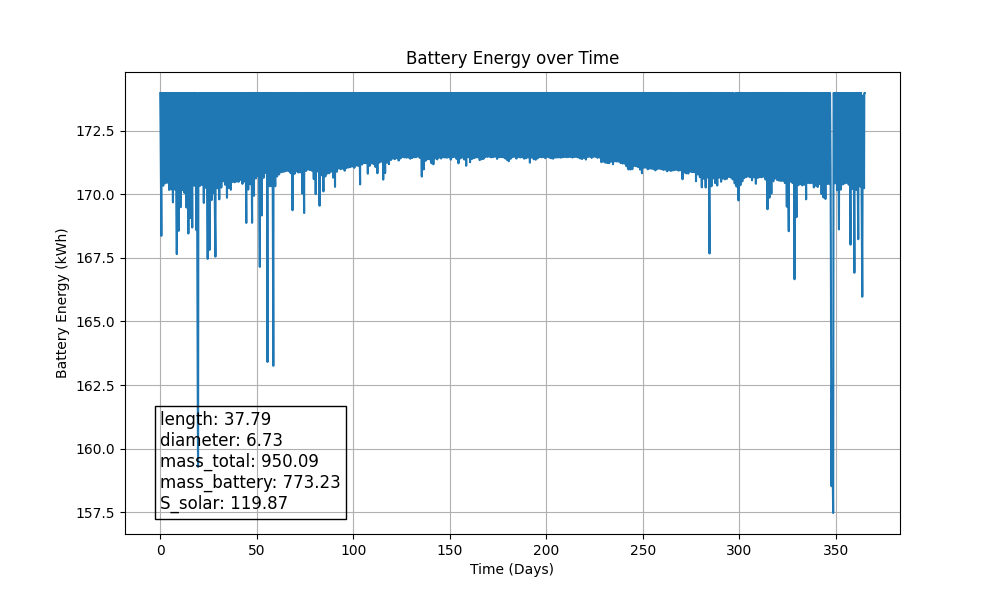 Battery Energy over Time
Battery Energy (kWh)
172.5
170.0
167.5
165.0
162.5
160.0
157.5
length: 37.79
diameter: 6.73
mass_total: 950.09
mass_battery: 773.23
S_solar: 119.87
0 50 100 150 200 250 300 350
Time (Days)